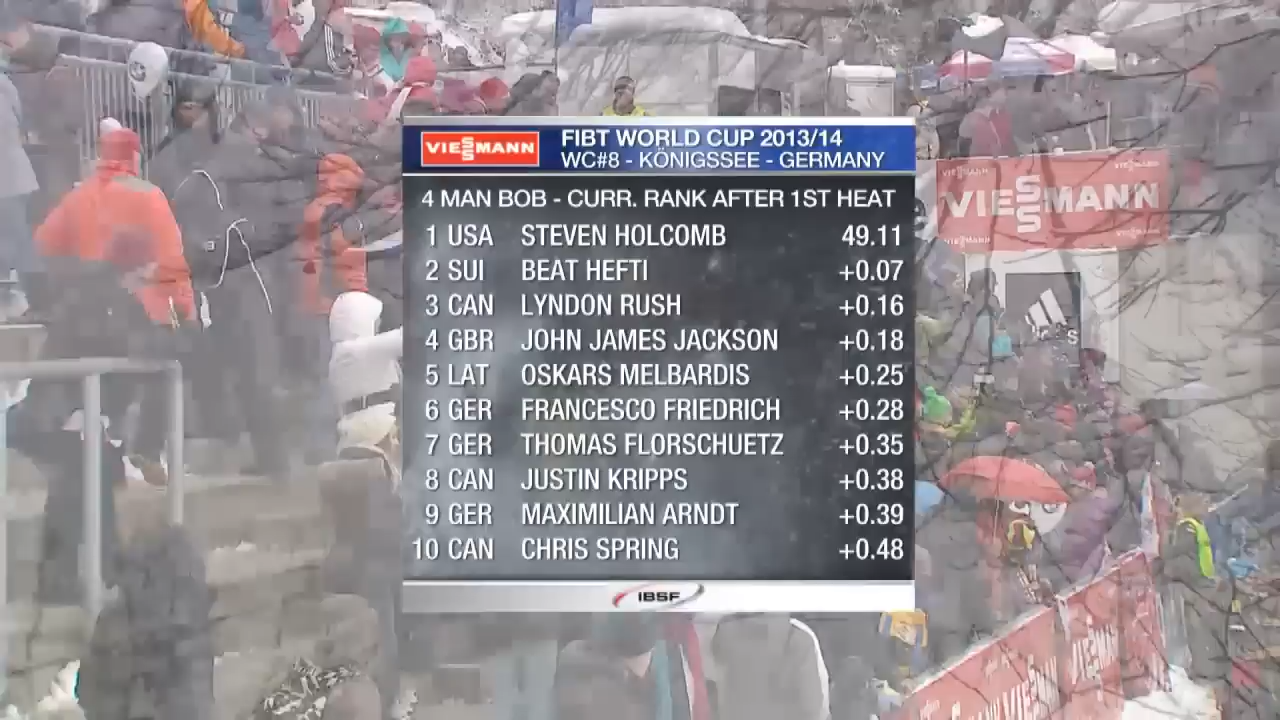 VIESSMANN
FIBT WORLD CUP 2013/14
WC#8 - KÖNIGSSEE - GERMANY
4 MAN BOB - CURR. RANK AFTER 1ST HEAT
1 USA STEVEN HOLCOMB 49.11
2 SUI BEAT HEFTI +0.07
3 CAN LYNDON RUSH +0.16
4 GBR JOHN JAMES JACKSON +0.18
5 LAT OSKARS MELBARDIS +0.25
6 GER FRANCESCO FRIEDRICH +0.28
7 GER THOMAS FLORSCHUETZ +0.35
8 CAN JUSTIN KRIPPS +0.38
9 GER MAXIMILIAN ARNDT +0.39
10 CAN CHRIS SPRING +0.48
IBSF
VIESSMANN
VIESSMANN
VIESSMANN
VIESSMANN